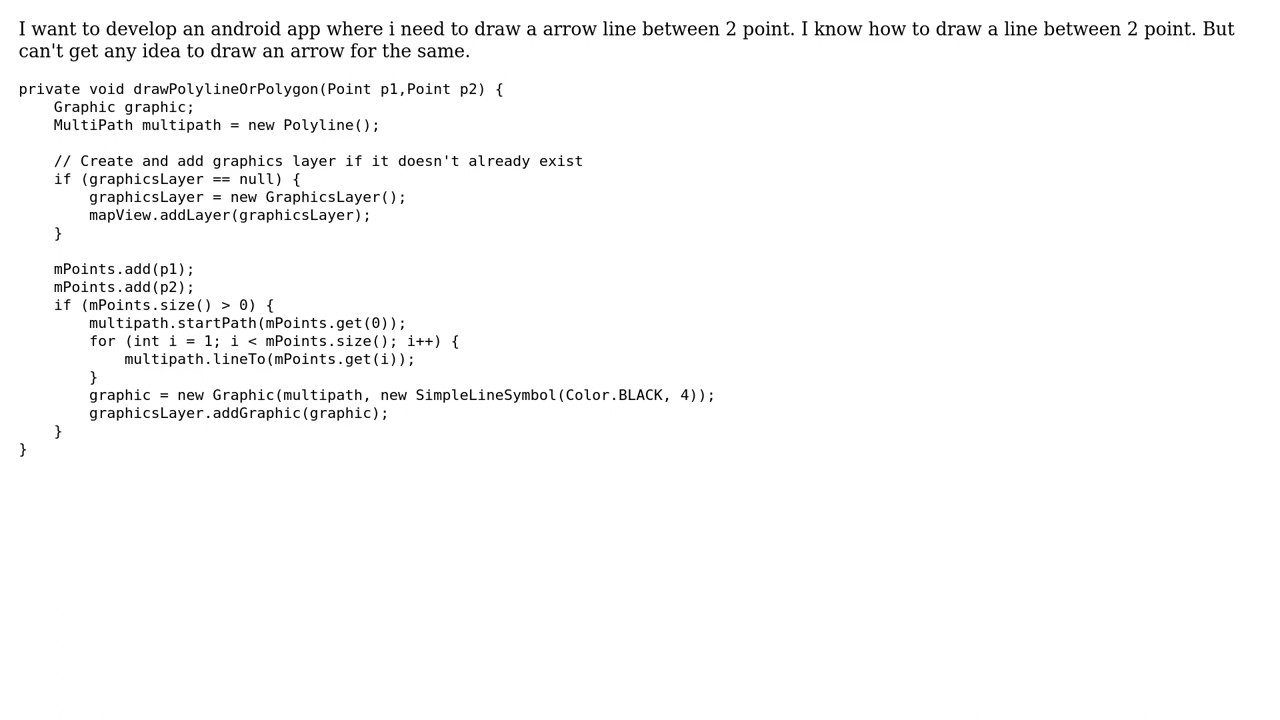 I want to develop an android app where i need to draw a arrow line between 2 point. I know how to draw a line between 2 point. But
can't get any idea to draw an arrow for the same.
private void drawPolylineOrPolygon(Point p1,Point p2) {
    Graphic graphic;
    MultiPath multipath = new Polyline();
    // Create and add graphics layer if it doesn't already exist
    if (graphicsLayer == null) {
        graphicsLayer = new GraphicsLayer();
        mapView.addLayer(graphicsLayer);
    }
    mPoints.add(p1);
    mPoints.add(p2);
    if (mPoints.size() > 0) {
        multipath.startPath(mPoints.get(0));
        for (int i = 1; i < mPoints.size(); i++) {
            multipath.lineTo(mPoints.get(i));
        }
        graphic = new Graphic(multipath, new SimpleLineSymbol(Color.BLACK, 4));
        graphicsLayer.addGraphic(graphic);
    }
}